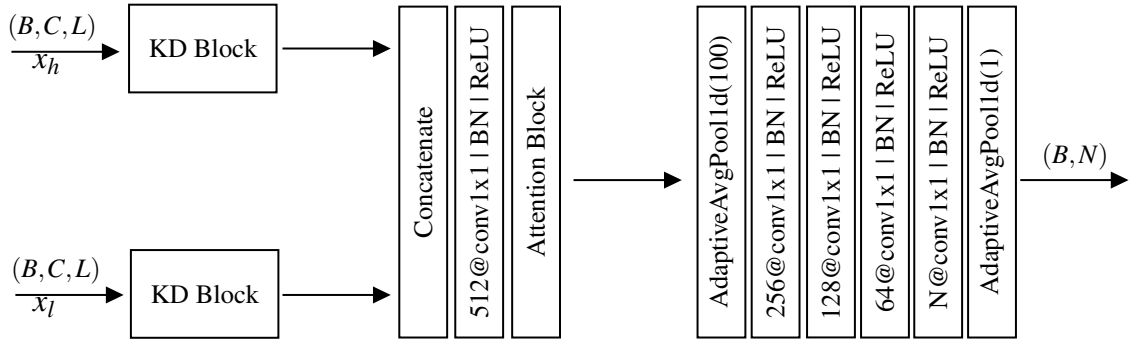 (B,C,L)
x_h
KD Block
(B,C,L)
x_l
KD Block
Concatenate
512@conv1x1 | BN | ReLU
Attention Block
AdaptiveAvgPool1d(100)
256@conv1x1 | BN | ReLU
128@conv1x1 | BN | ReLU
64@conv1x1 | BN | ReLU
N@conv1x1 | BN | ReLU
AdaptiveAvgPool1d(1)
(B,N)